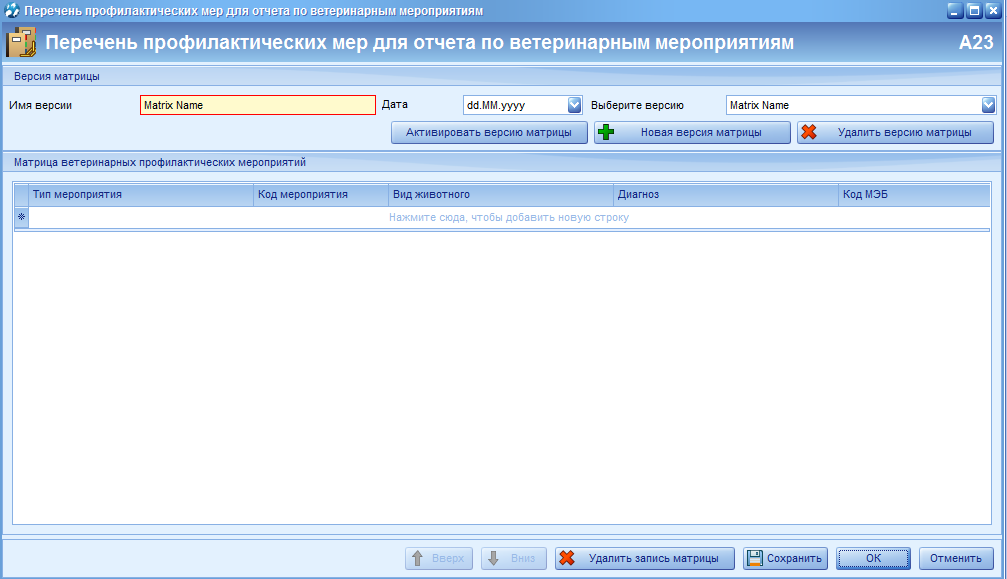 Перечень профилактических мер для отчета по ветеринарным мероприятиям
Перечень профилактических мер для отчета по ветеринарным мероприятиям A23
Версия матрицы
Имя версии Matrix Name Дата dd.MM.yyyy Выберите версию Matrix Name
Активировать версию матрицы Новая версия матрицы Удалить версию матрицы
Матрица ветеринарных профилактических мероприятий
Тип мероприятия Код мероприятия Вид животного Диагноз Код МЭБ
Нажмите сюда, чтобы добавить новую строку
Вверх Вниз Удалить запись матрицы Сохранить ОК Отменить